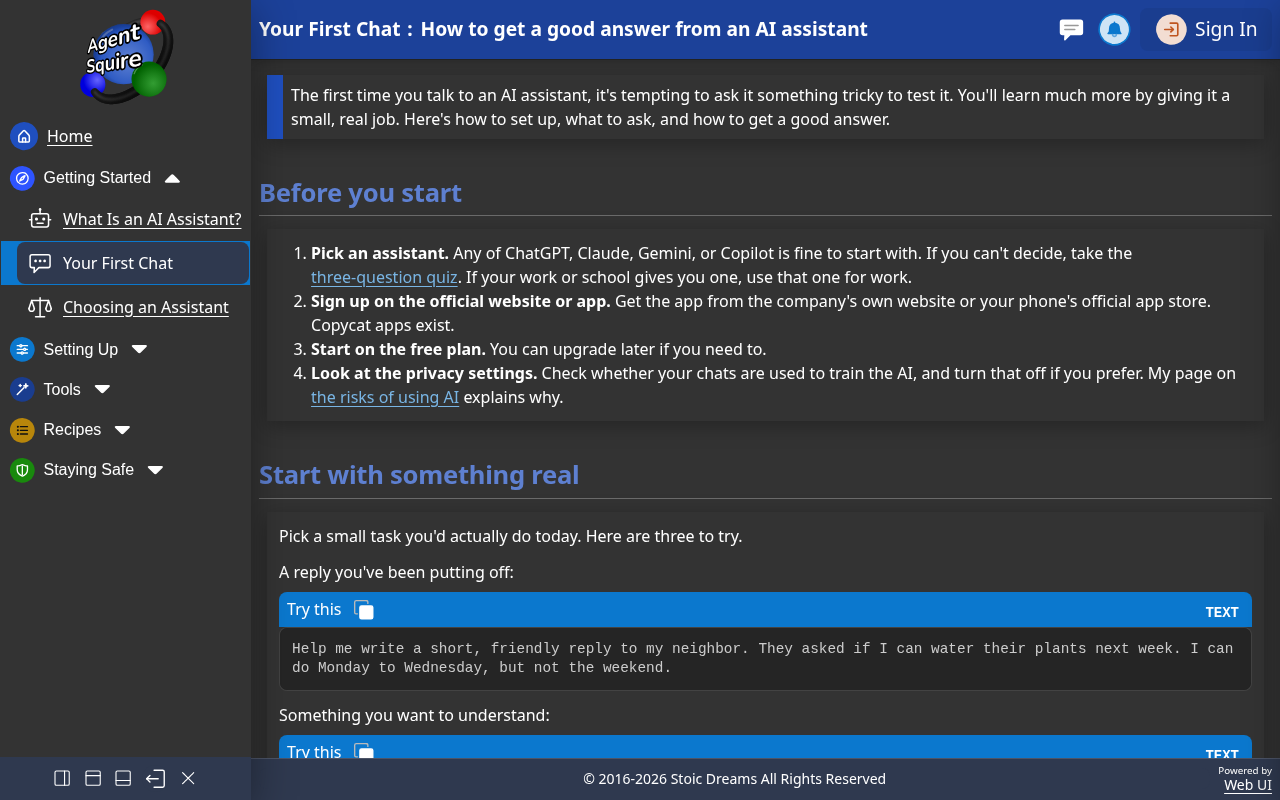 Agent
Squire
Your First Chat : How to get a good answer from an AI assistant
Sign In
Home
Getting Started
What Is an AI Assistant?
Your First Chat
Choosing an Assistant
Setting Up
Tools
Recipes
Staying Safe
The first time you talk to an AI assistant, it's tempting to ask it something tricky to test it. You'll learn much more by giving it a
small, real job. Here's how to set up, what to ask, and how to get a good answer.
Before you start
1. Pick an assistant. Any of ChatGPT, Claude, Gemini, or Copilot is fine to start with. If you can't decide, take the
three-question quiz. If your work or school gives you one, use that one for work.
2. Sign up on the official website or app. Get the app from the company's own website or your phone's official app store.
Copycat apps exist.
3. Start on the free plan. You can upgrade later if you need to.
4. Look at the privacy settings. Check whether your chats are used to train the AI, and turn that off if you prefer. My page on
the risks of using AI explains why.
Start with something real
Pick a small task you'd actually do today. Here are three to try.
A reply you've been putting off:
Try this TEXT
Help me write a short, friendly reply to my neighbor. They asked if I can water their plants next week. I can
do Monday to Wednesday, but not the weekend.
Something you want to understand:
Try this TEXT
© 2016-2026 Stoic Dreams All Rights Reserved
Powered by
Web UI